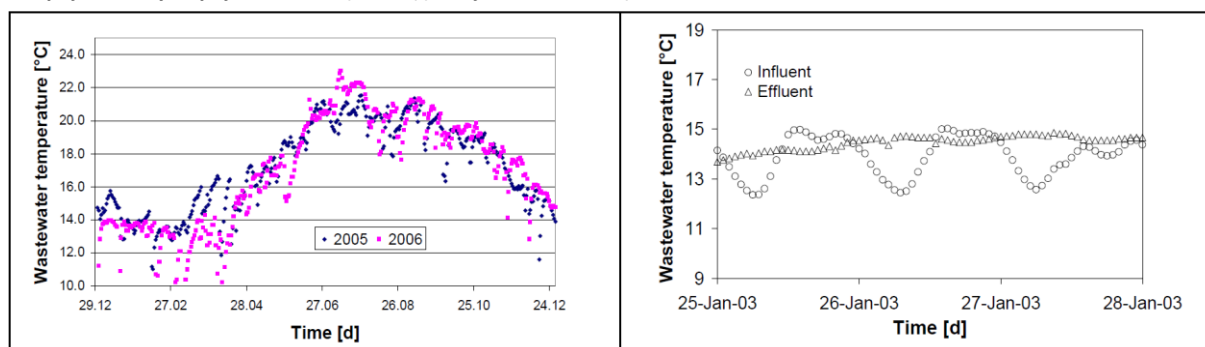 Wastewater temperature [°C]
24.0
22.0
20.0
18.0
16.0
14.0
12.0
10.0
2005 2006
29.12 27.02 28.04 27.06 26.08 25.10 24.12
Time [d]
Wastewater temperature [°C]
19
17
15
13
11
9
Influent
Effluent
25-Jan-03 26-Jan-03 27-Jan-03 28-Jan-03
Time [d]